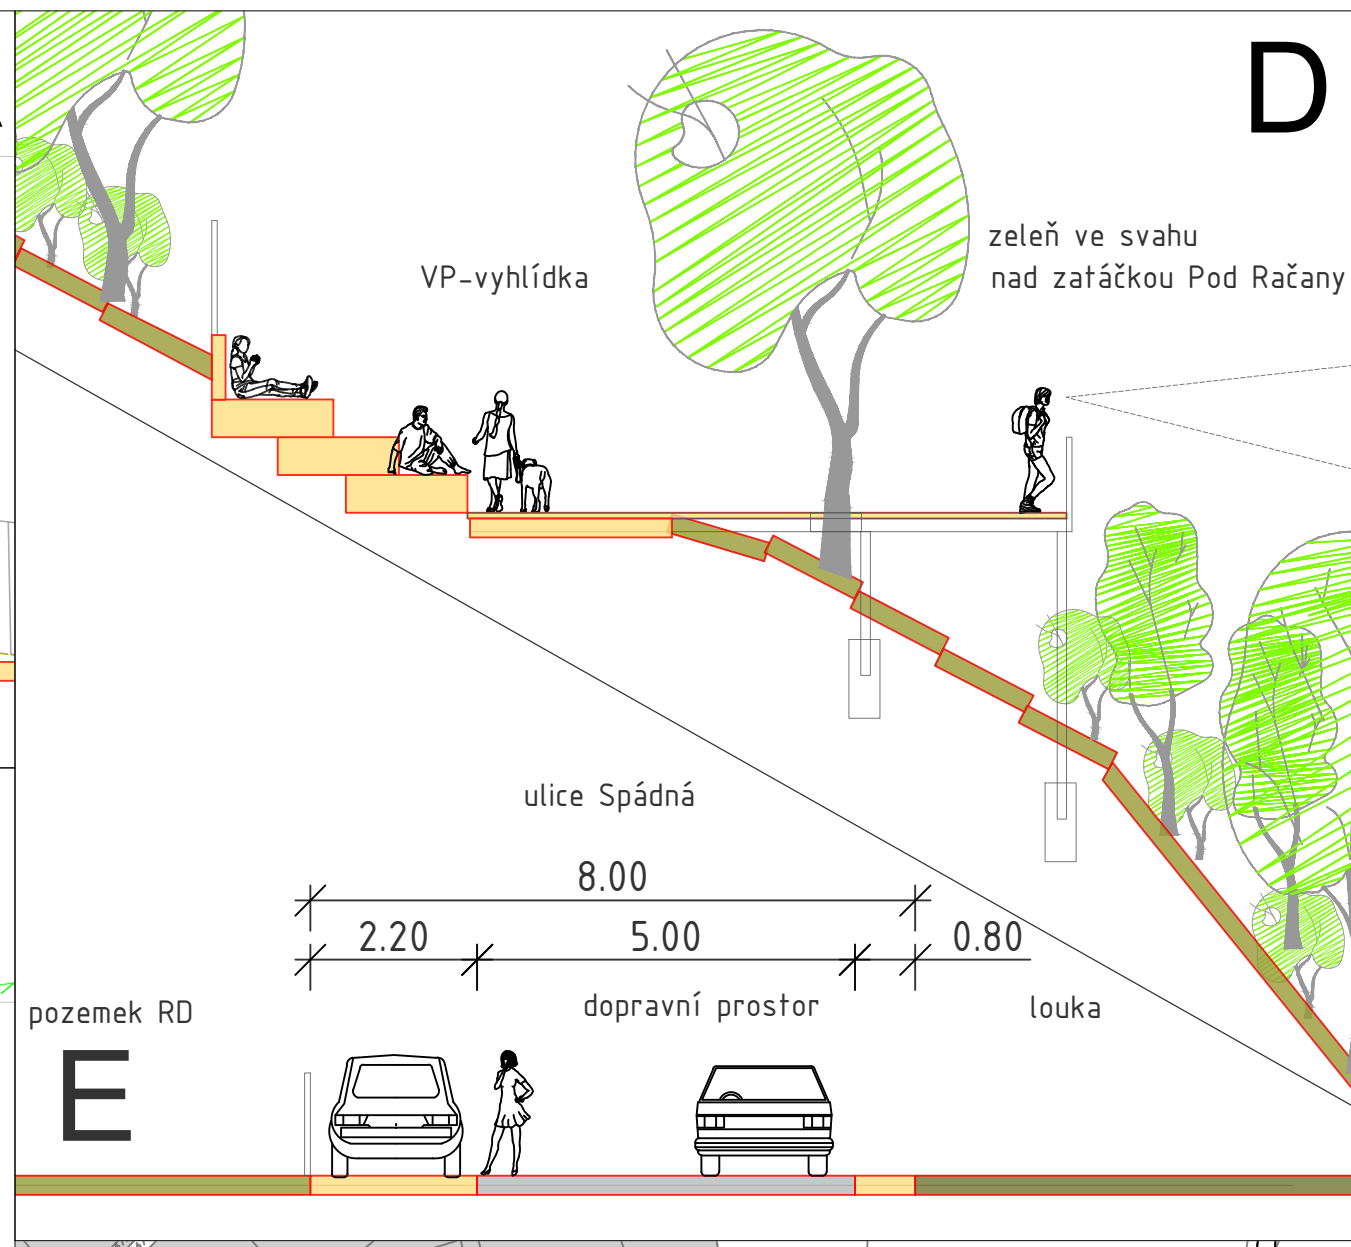 D
zeleň ve svahu
nad zatáčkou Pod Račany
VP-vyhlídka
ulice Spádná
8.00
2.20 5.00 0.80
pozemek RD dopravní prostor louka
E